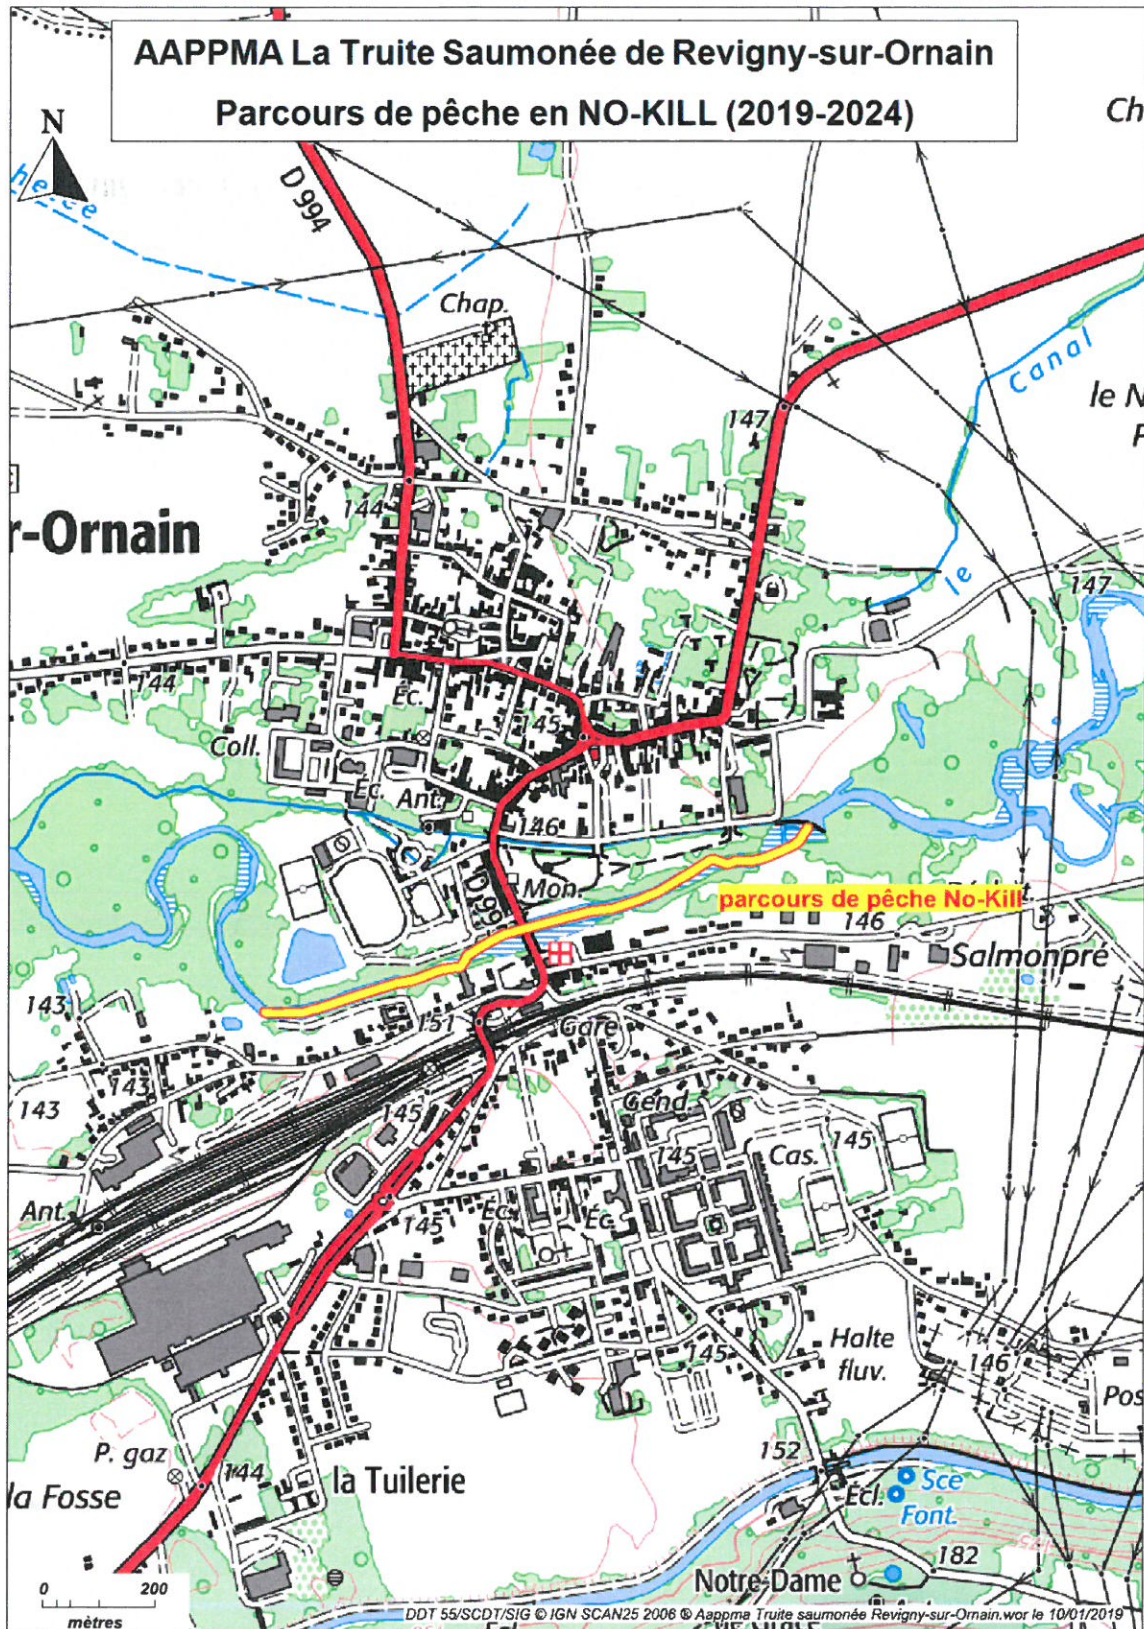 AAPPMA La Truite Saumonée de Revigny-sur-Ornain
Parcours de pêche en NO-KILL (2019-2024)
N
Ch
D 994
Chap.
Canal
le N
P
147
144
r-Ornain
le
147
144
Éc.
145
Coll.
Éc.
Ant.
146
Mon.
D 99
parcours de pêche No-Kill
146
Salmonpré
143
151
Gare
143
143
145
Gend.
145
Cas.
145
Ant.
145
Éc.
Éc.
145
Halte
fluv.
146
Pos
P. gaz
144
la Fosse
la Tuilerie
152
Écl.
Sce
Font.
182
Notre-Dame
0 200
mètres
DDT 55/SCDT/SIG © IGN SCAN25 2006 ® Aappma Truite saumonée Revigny-sur-Ornain.wor le 10/01/2019